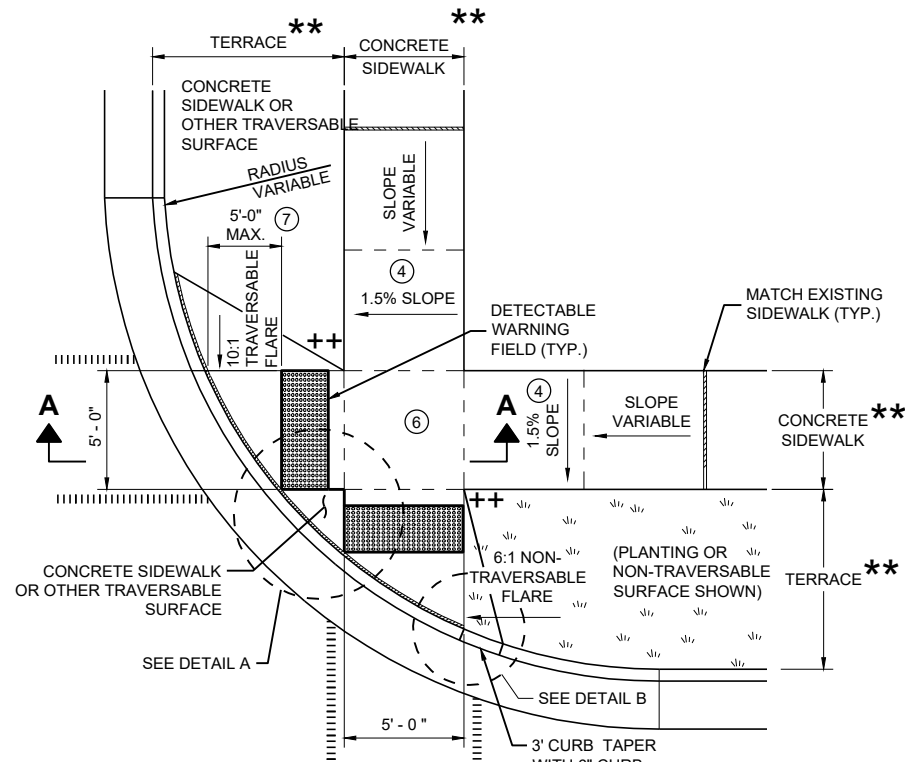 **
TERRACE **
CONCRETE
SIDEWALK
CONCRETE
SIDEWALK OR
OTHER TRAVERSABLE
SURFACE
RADIUS
VARIABLE
5'-0"
MAX.
7
10:1
TRAVERSABLE
FLARE
SLOPE
VARIABLE
4
1.5% SLOPE
++
DETECTABLE
WARNING
FIELD (TYP.)
MATCH EXISTING
SIDEWALK (TYP.)
A
5' - 0"
6
A
4
1.5%
SLOPE
SLOPE
VARIABLE
CONCRETE **
SIDEWALK
++
CONCRETE SIDEWALK
OR OTHER TRAVERSABLE
SURFACE
6:1 NON-
TRAVERSABLE
FLARE
(PLANTING OR
NON-TRAVERSABLE
SURFACE SHOWN)
TERRACE **
SEE DETAIL A
SEE DETAIL B
5' - 0 "
3' CURB TAPER